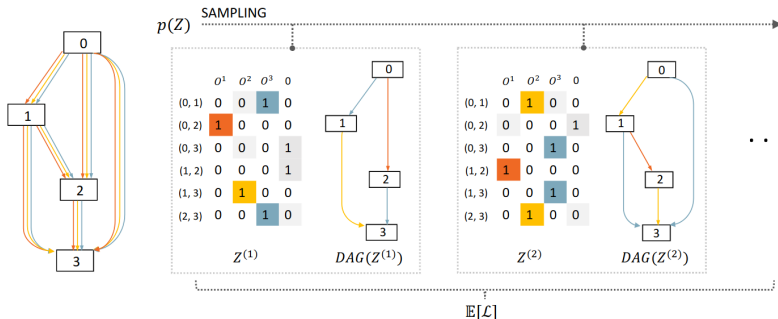 p(Z) SAMPLING
0
1
2
3
O¹ O² O³ 0
(0, 1) 0 0 1 0
(0, 2) 1 0 0 0
(0, 3) 0 0 0 1
(1, 2) 0 0 0 1
(1, 3) 0 1 0 0
(2, 3) 0 0 1 0
Z⁽¹⁾
0
1
2
3
DAG(Z⁽¹⁾)
O¹ O² O³ 0
(0, 1) 0 1 0 0
(0, 2) 0 0 0 1
(0, 3) 0 0 1 0
(1, 2) 1 0 0 0
(1, 3) 0 0 1 0
(2, 3) 0 1 0 0
Z⁽²⁾
0
1
2
3
DAG(Z⁽²⁾)
𝔼[ℒ]